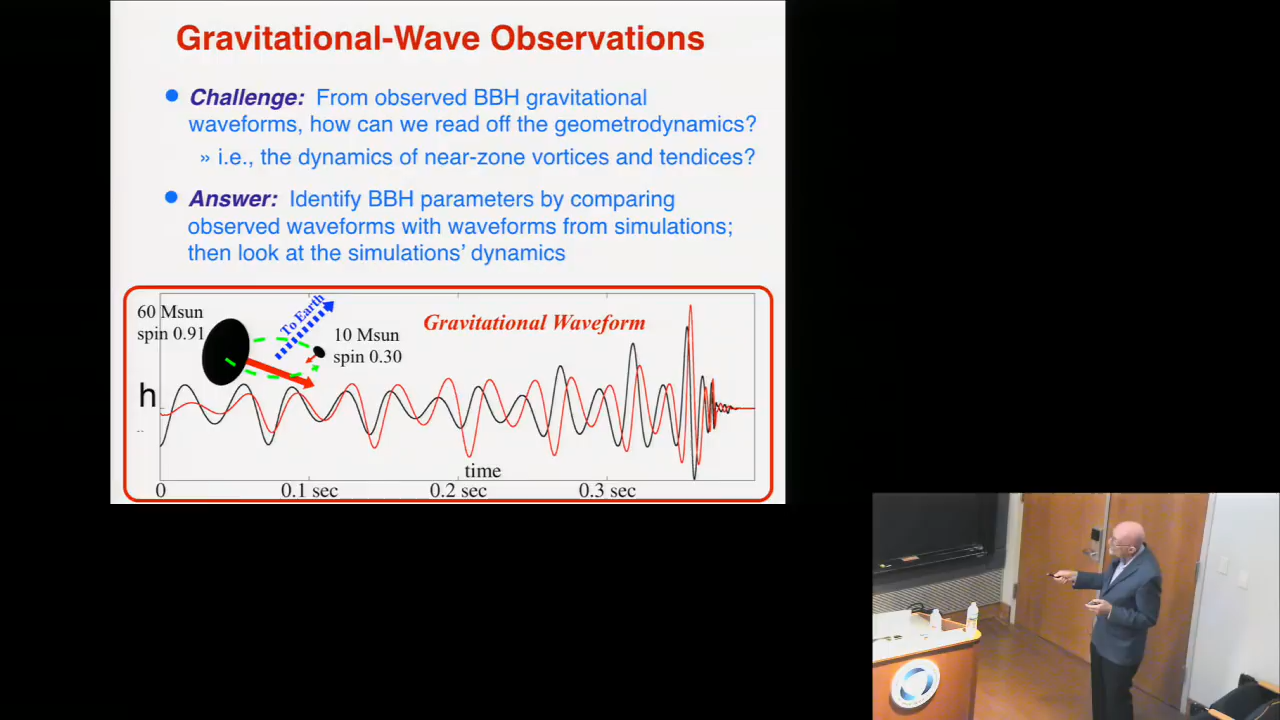 Gravitational-Wave Observations
Challenge: From observed BBH gravitational
waveforms, how can we read off the geometrodynamics?
» i.e., the dynamics of near-zone vortices and tendices?
Answer: Identify BBH parameters by comparing
observed waveforms with waveforms from simulations;
then look at the simulations' dynamics
60 Msun
spin 0.91
To Earth
10 Msun
spin 0.30
Gravitational Waveform
h
time
0
0.1 sec
0.2 sec
0.3 sec